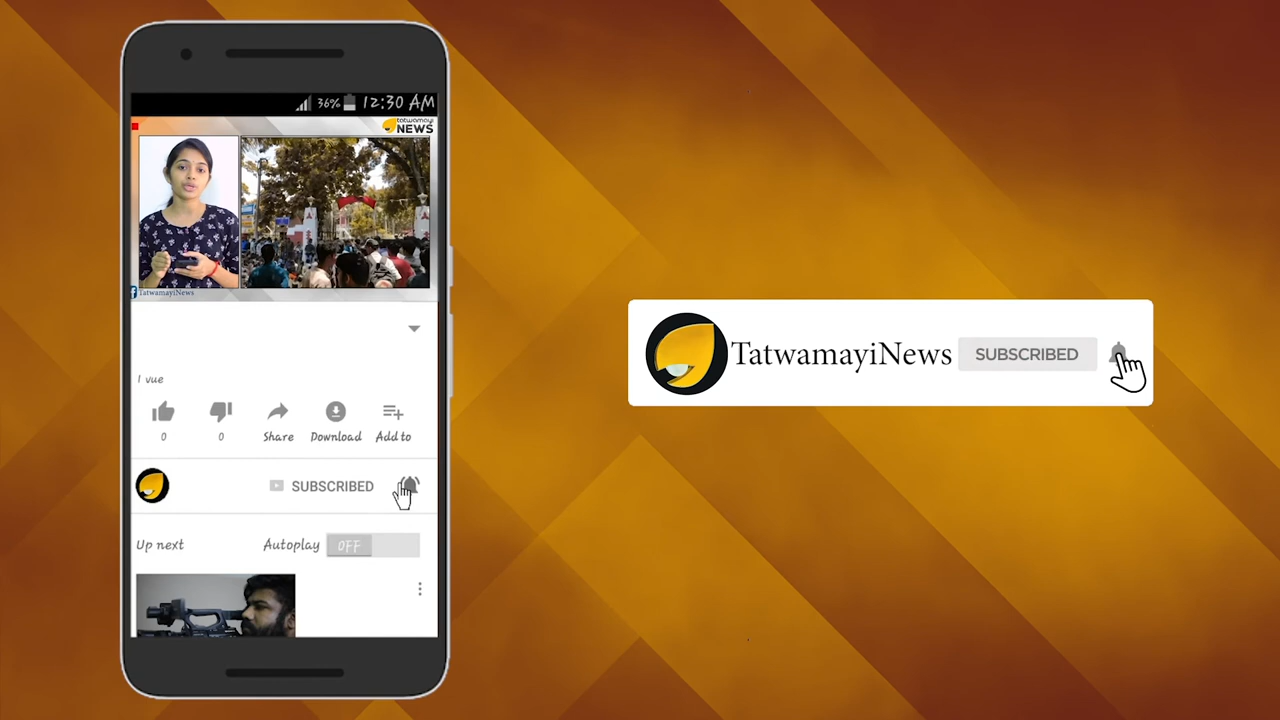 36% 12:30 AM
tatwamayi
NEWS
TatwamayiNews
1 vue
0 0 Share Download Add to
SUBSCRIBED
Up next Autoplay OFF
TatwamayiNews SUBSCRIBED